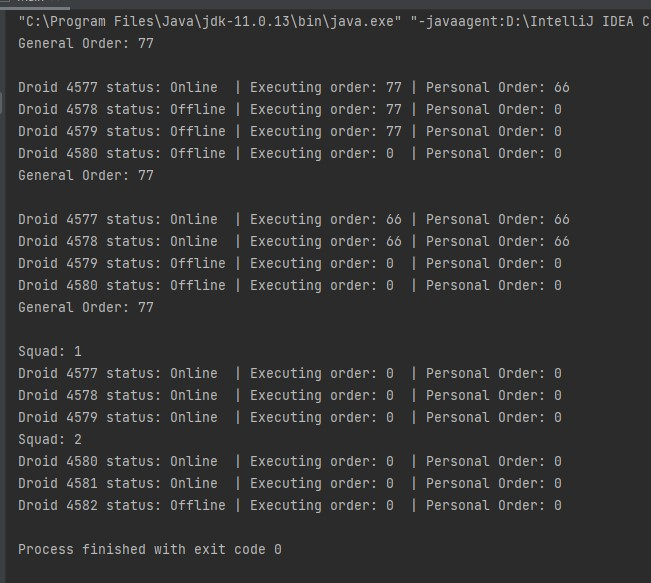 "C:\Program Files\Java\jdk-11.0.13\bin\java.exe" "-javaagent:D:\IntelliJ IDEA C
General Order: 77
Droid 4577 status: Online  | Executing order: 77 | Personal Order: 66
Droid 4578 status: Offline | Executing order: 77 | Personal Order: 0
Droid 4579 status: Offline | Executing order: 77 | Personal Order: 0
Droid 4580 status: Offline | Executing order: 0  | Personal Order: 0
General Order: 77
Droid 4577 status: Online  | Executing order: 66 | Personal Order: 66
Droid 4578 status: Online  | Executing order: 66 | Personal Order: 66
Droid 4579 status: Offline | Executing order: 0  | Personal Order: 0
Droid 4580 status: Offline | Executing order: 0  | Personal Order: 0
General Order: 77
Squad: 1
Droid 4577 status: Online  | Executing order: 0  | Personal Order: 0
Droid 4578 status: Online  | Executing order: 0  | Personal Order: 0
Droid 4579 status: Online  | Executing order: 0  | Personal Order: 0
Squad: 2
Droid 4580 status: Online  | Executing order: 0  | Personal Order: 0
Droid 4581 status: Online  | Executing order: 0  | Personal Order: 0
Droid 4582 status: Offline | Executing order: 0  | Personal Order: 0
Process finished with exit code 0